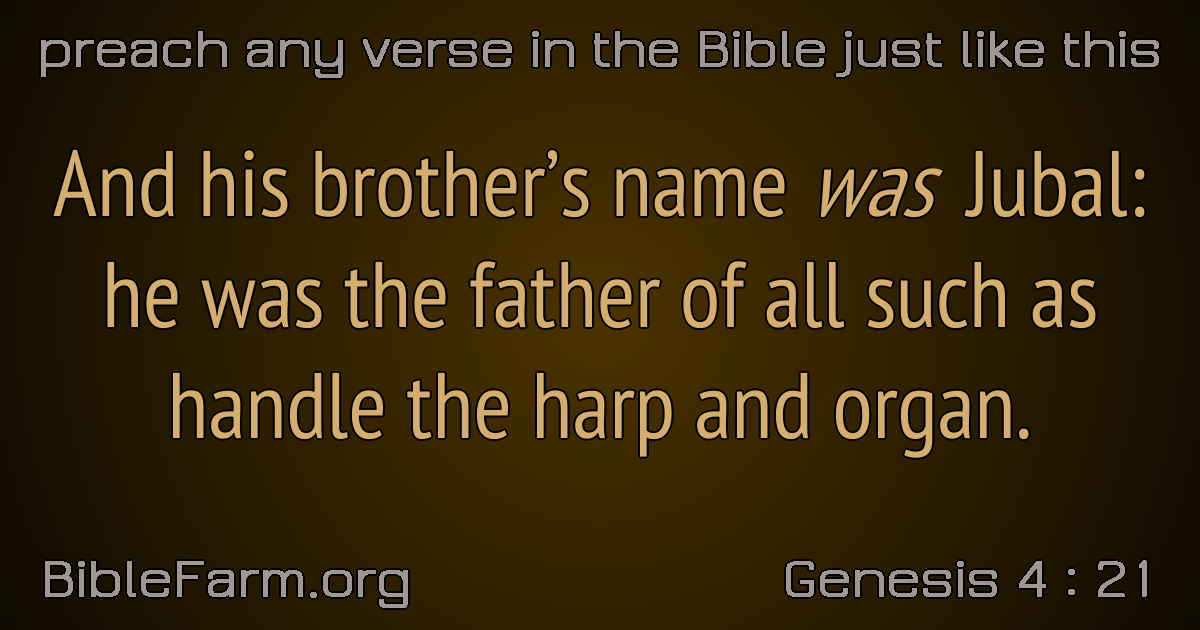 preach any verse in the Bible just like this
And his brother’s name was Jubal:
he was the father of all such as
handle the harp and organ.
BibleFarm.org
Genesis 4 : 21